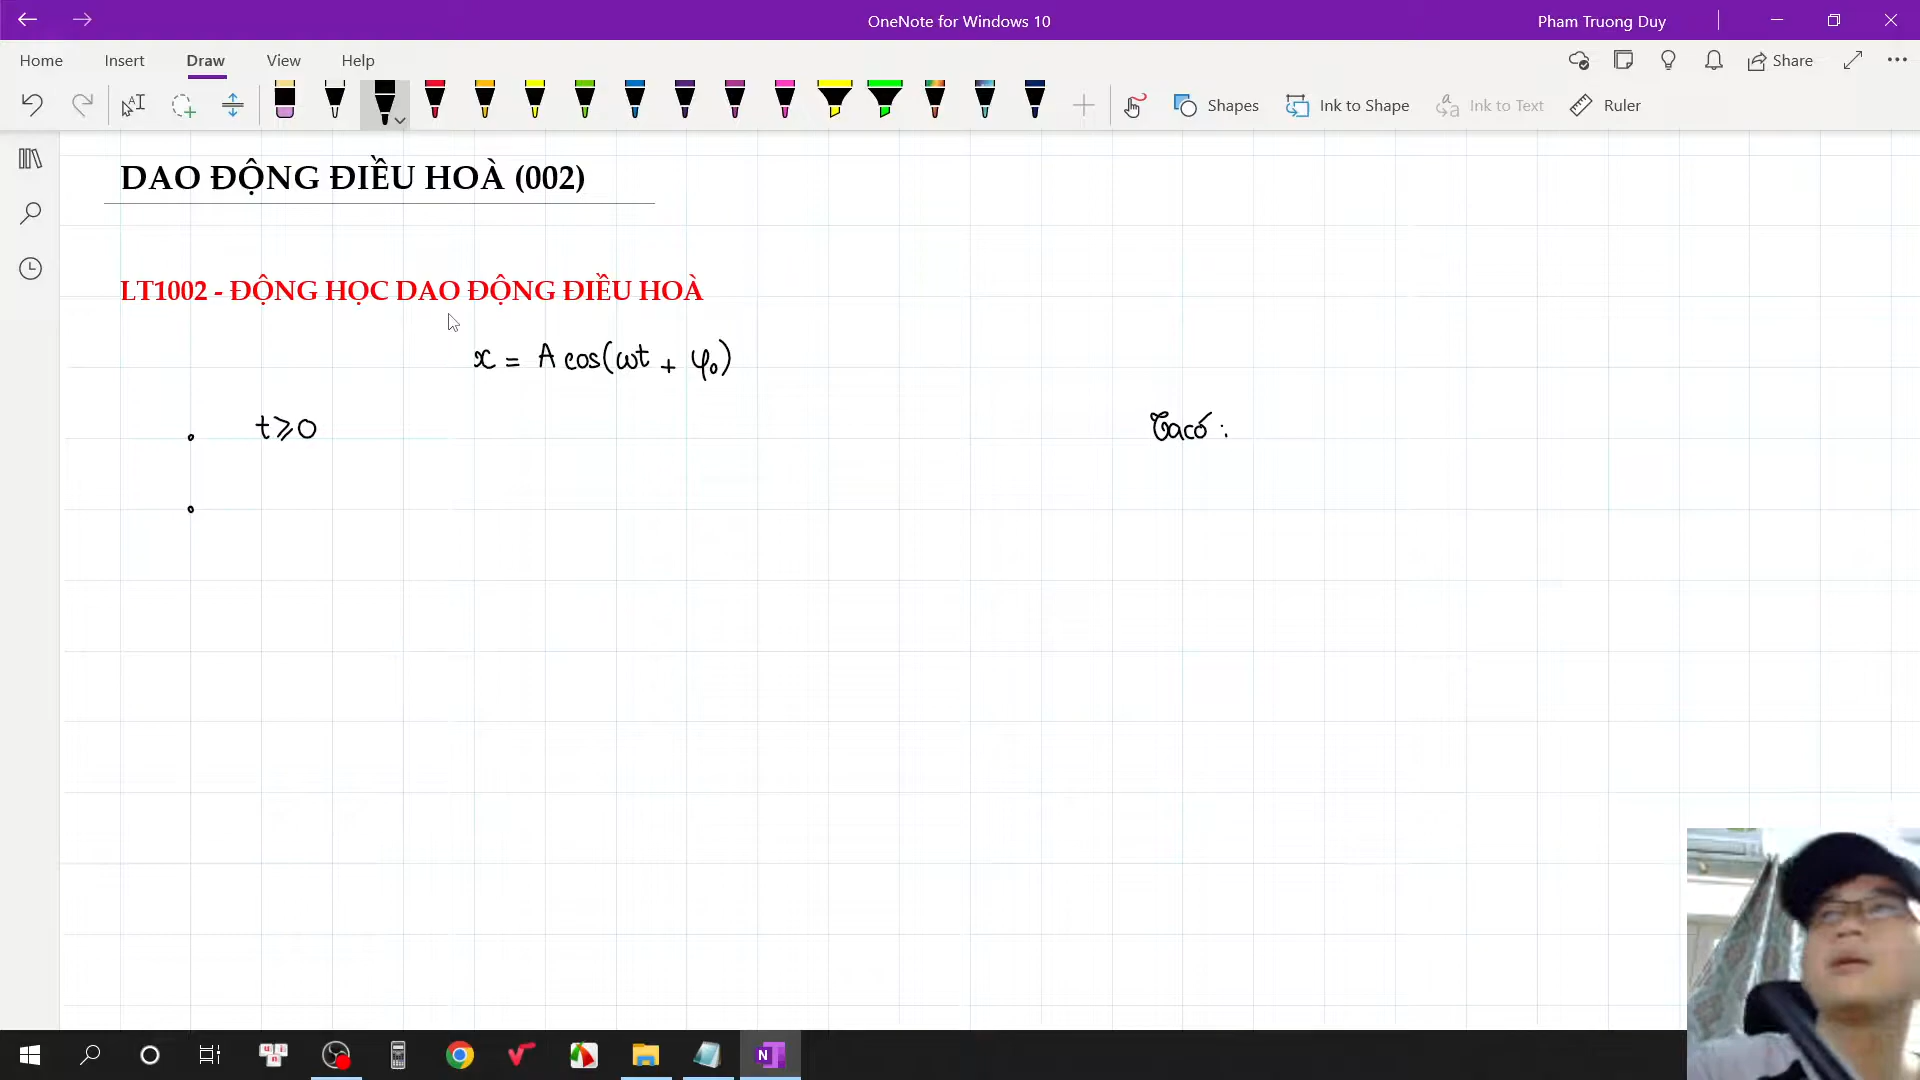 OneNote for Windows 10
Pham Truong Duy
Home Insert Draw View Help
Share
Shapes Ink to Shape Ink to Text Ruler
DAO ĐỘNG ĐIỀU HOÀ (002)
LT1002 - ĐỘNG HỌC DAO ĐỘNG ĐIỀU HOÀ
x = A cos(ωt + φ₀)
t ⩾ 0
Ta có :